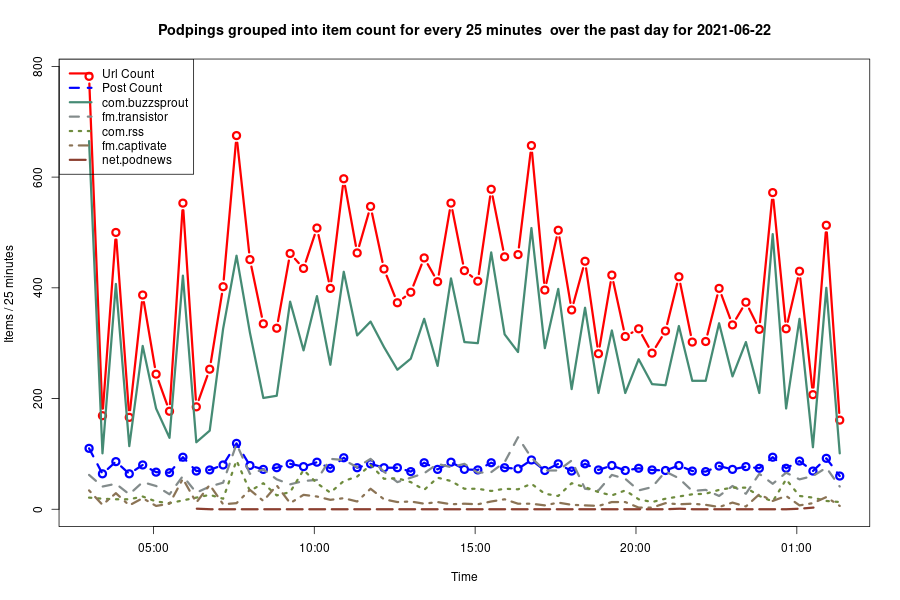 Podpings grouped into item count for every 25 minutes  over the past day for 2021-06-22
Items / 25 minutes
800
600
400
200
0
Url Count
Post Count
com.buzzsprout
fm.transistor
com.rss
fm.captivate
net.podnews
05:00
10:00
15:00
20:00
01:00
Time